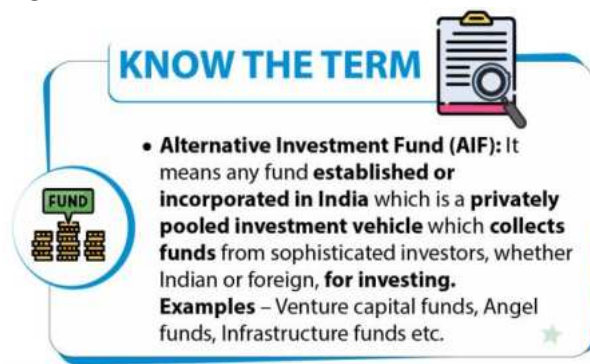 KNOW THE TERM
• Alternative Investment Fund (AIF): It
means any fund established or
incorporated in India which is a privately
pooled investment vehicle which collects
funds from sophisticated investors, whether
Indian or foreign, for investing.
Examples – Venture capital funds, Angel
funds, Infrastructure funds etc.
FUND